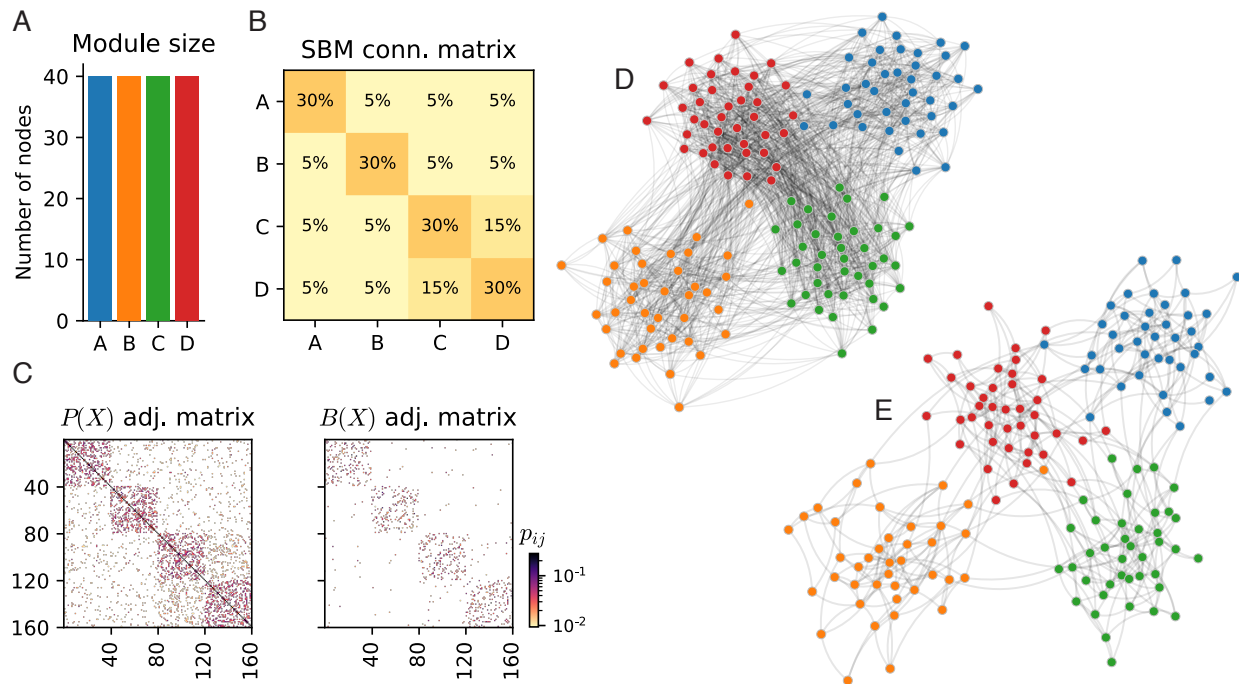 A
Module size
Number of nodes
40
30
20
10
0
A B C D
B
SBM conn. matrix
A 30% 5% 5% 5%
B 5% 30% 5% 5%
C 5% 5% 30% 15%
D 5% 5% 15% 30%
A B C D
C
P(X) adj. matrix
40
80
120
160
40 80 120 160
B(X) adj. matrix
40 80 120 160
p_{ij}
10^{-1}
10^{-2}
D
E